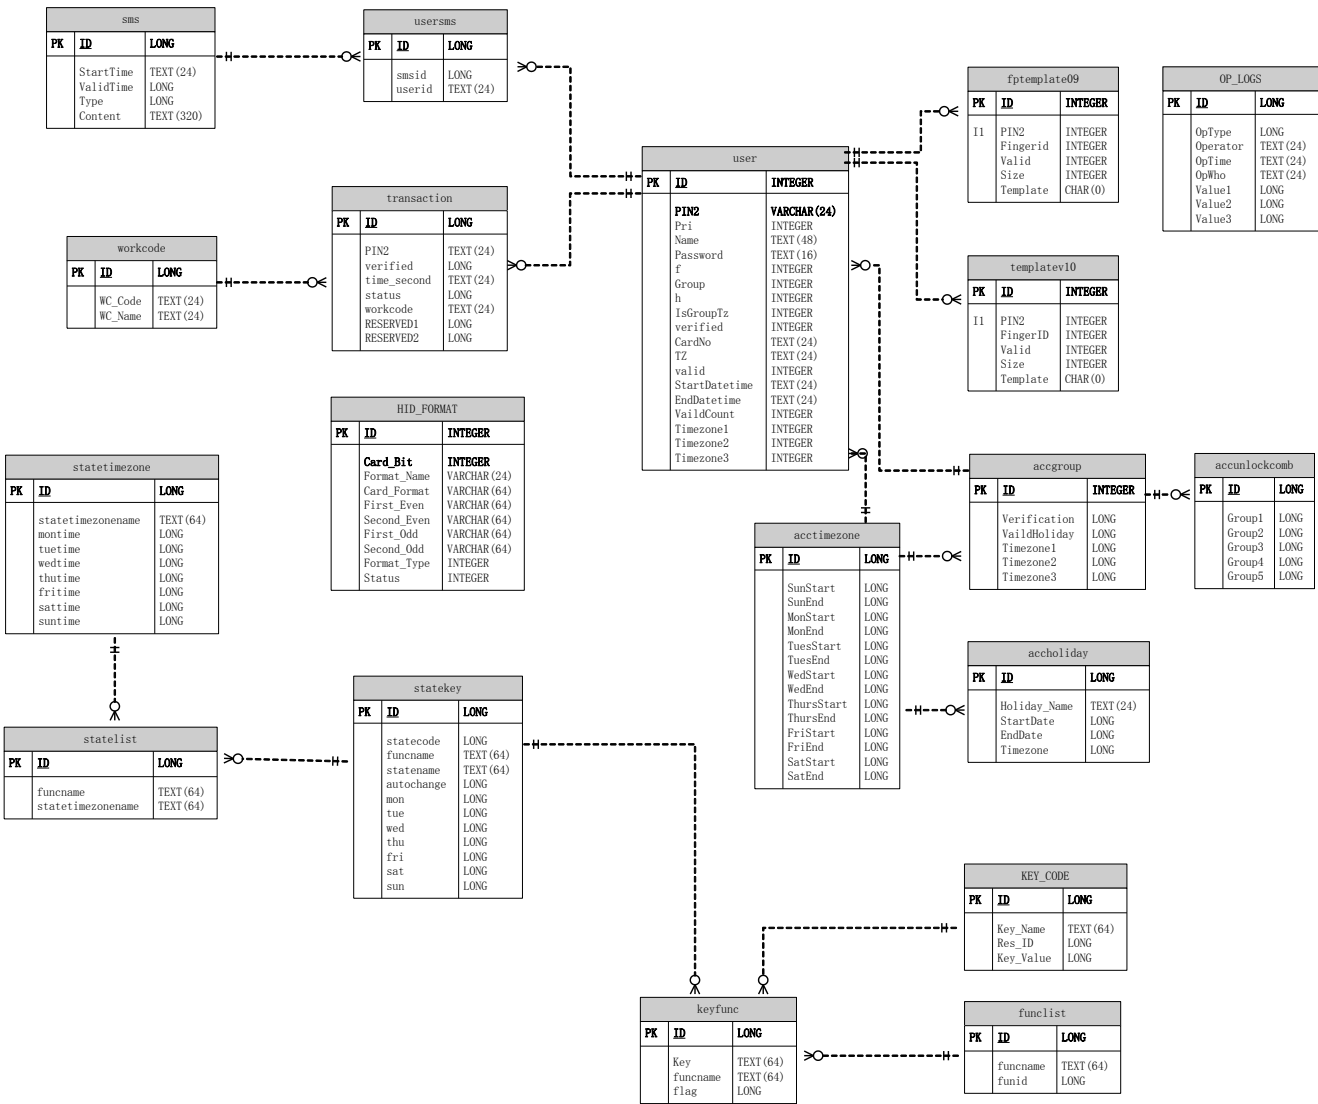 sms
PK ID LONG
StartTime TEXT(24)
ValidTime LONG
Type LONG
Content TEXT(320)
usersms
PK ID LONG
smsid LONG
userid TEXT(24)
fptemplate09
PK ID INTEGER
I1 PIN2 INTEGER
Fingerid INTEGER
Valid INTEGER
Size INTEGER
Template CHAR(0)
OP_LOGS
PK ID LONG
OpType LONG
Operator TEXT(24)
OpTime TEXT(24)
OpWho TEXT(24)
Value1 LONG
Value2 LONG
Value3 LONG
user
PK ID INTEGER
PIN2 VARCHAR(24)
Pri INTEGER
Name TEXT(48)
Password TEXT(16)
f INTEGER
Group INTEGER
h INTEGER
IsGroupTz INTEGER
verified INTEGER
CardNo TEXT(24)
TZ TEXT(24)
valid INTEGER
StartDatetime TEXT(24)
EndDatetime TEXT(24)
VaildCount INTEGER
Timezone1 INTEGER
Timezone2 INTEGER
Timezone3 INTEGER
transaction
PK ID LONG
PIN2 TEXT(24)
verified LONG
time_second TEXT(24)
status LONG
workcode TEXT(24)
RESERVED1 LONG
RESERVED2 LONG
workcode
PK ID LONG
WC_Code TEXT(24)
WC_Name TEXT(24)
templatev10
PK ID INTEGER
I1 PIN2 INTEGER
FingerID INTEGER
Valid INTEGER
Size INTEGER
Template CHAR(0)
HID_FORMAT
PK ID INTEGER
Card_Bit INTEGER
Format_Name VARCHAR(24)
Card_Format VARCHAR(64)
First_Even VARCHAR(64)
Second_Even VARCHAR(64)
First_Odd VARCHAR(64)
Second_Odd VARCHAR(64)
Format_Type INTEGER
Status INTEGER
statetimezone
PK ID LONG
statetimezonename TEXT(64)
montime LONG
tuetime LONG
wedtime LONG
thutime LONG
fritime LONG
sattime LONG
suntime LONG
accgroup
PK ID INTEGER
Verification LONG
VaildHoliday LONG
Timezone1 LONG
Timezone2 LONG
Timezone3 LONG
accunlockcomb
PK ID LONG
Group1 LONG
Group2 LONG
Group3 LONG
Group4 LONG
Group5 LONG
acctimezone
PK ID LONG
SunStart LONG
SunEnd LONG
MonStart LONG
MonEnd LONG
TuesStart LONG
TuesEnd LONG
WedStart LONG
WedEnd LONG
ThursStart LONG
ThursEnd LONG
FriStart LONG
FriEnd LONG
SatStart LONG
SatEnd LONG
accholiday
PK ID LONG
Holiday_Name TEXT(24)
StartDate LONG
EndDate LONG
Timezone LONG
statekey
PK ID LONG
statecode LONG
funcname TEXT(64)
statename TEXT(64)
autochange LONG
mon LONG
tue LONG
wed LONG
thu LONG
fri LONG
sat LONG
sun LONG
statelist
PK ID LONG
funcname TEXT(64)
statetimezonename TEXT(64)
KEY_CODE
PK ID LONG
Key_Name TEXT(64)
Res_ID LONG
Key_Value LONG
keyfunc
PK ID LONG
Key TEXT(64)
funcname TEXT(64)
flag LONG
funclist
PK ID LONG
funcname TEXT(64)
funid LONG